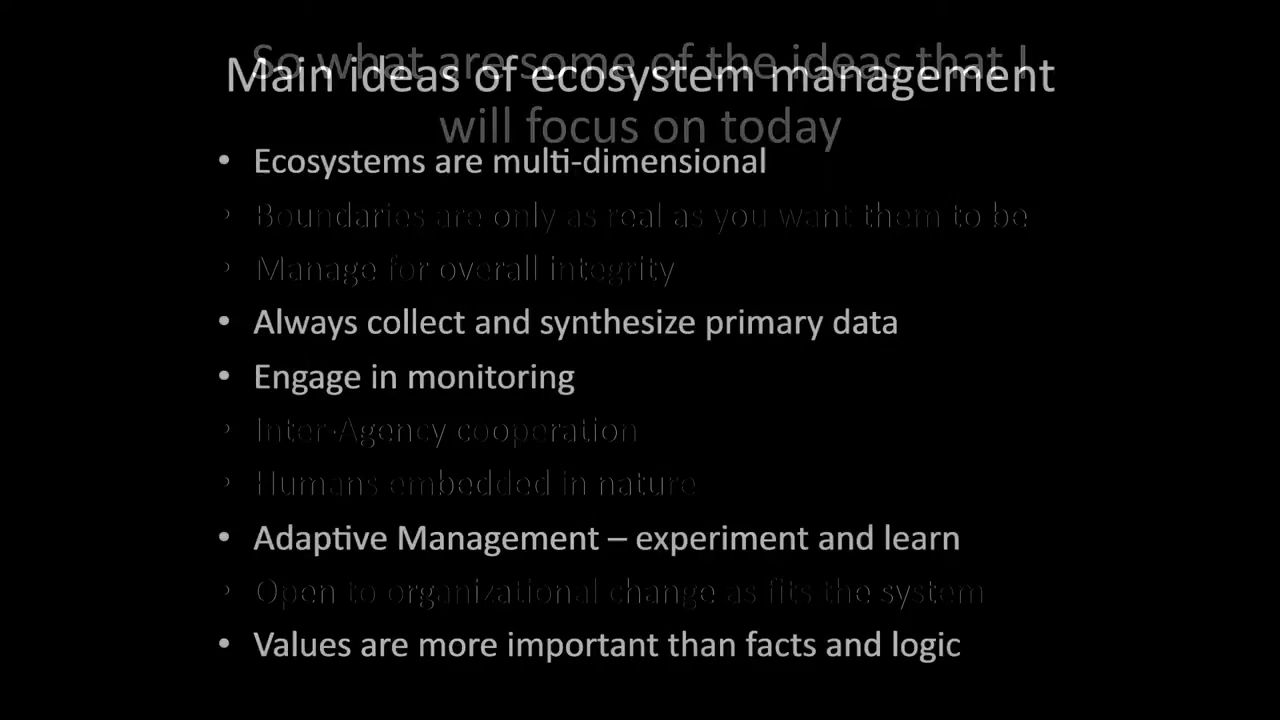 So what are some of the ideas that I
Main ideas of ecosystem management
will focus on today
• Ecosystems are multi-dimensional
• Boundaries are only as real as you want them to be
• Manage for overall integrity
• Always collect and synthesize primary data
• Engage in monitoring
• Inter-Agency cooperation
• Humans embedded in nature
• Adaptive Management – experiment and learn
• Open to organizational change as fits the system
• Values are more important than facts and logic